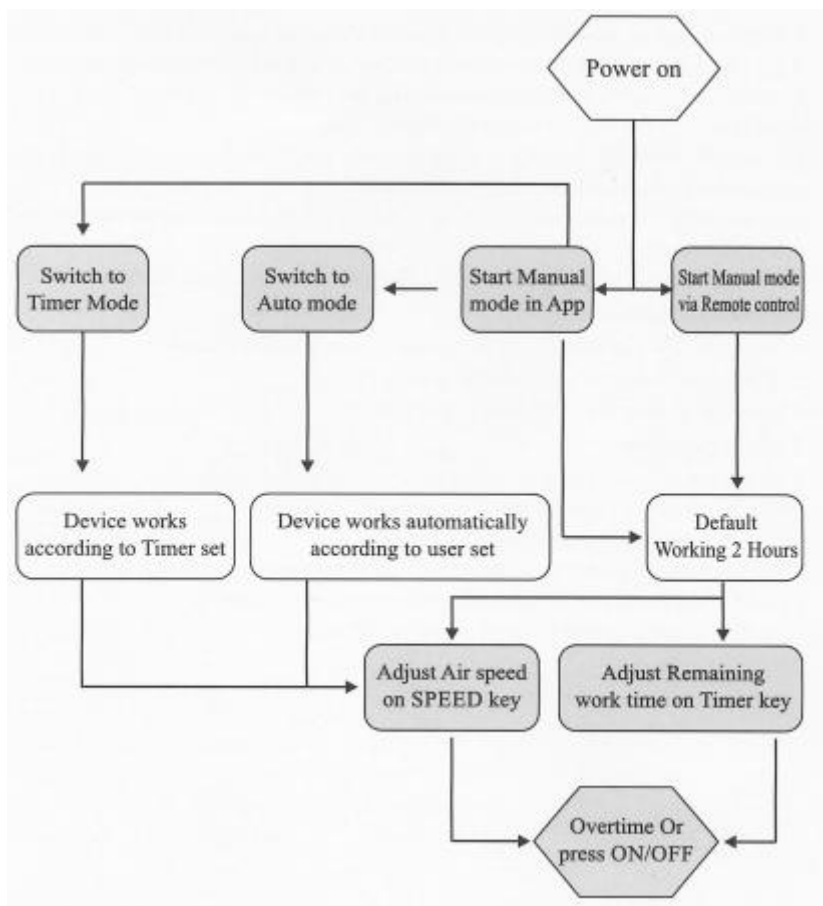 Power on
Switch to
Timer Mode
Switch to
Auto mode
Start Manual
mode in App
Start Manual mode
via Remote control
Device works
according to Timer set
Device works automatically
according to user set
Default
Working 2 Hours
Adjust Air speed
on SPEED key
Adjust Remaining
work time on Timer key
Overtime Or
press ON/OFF